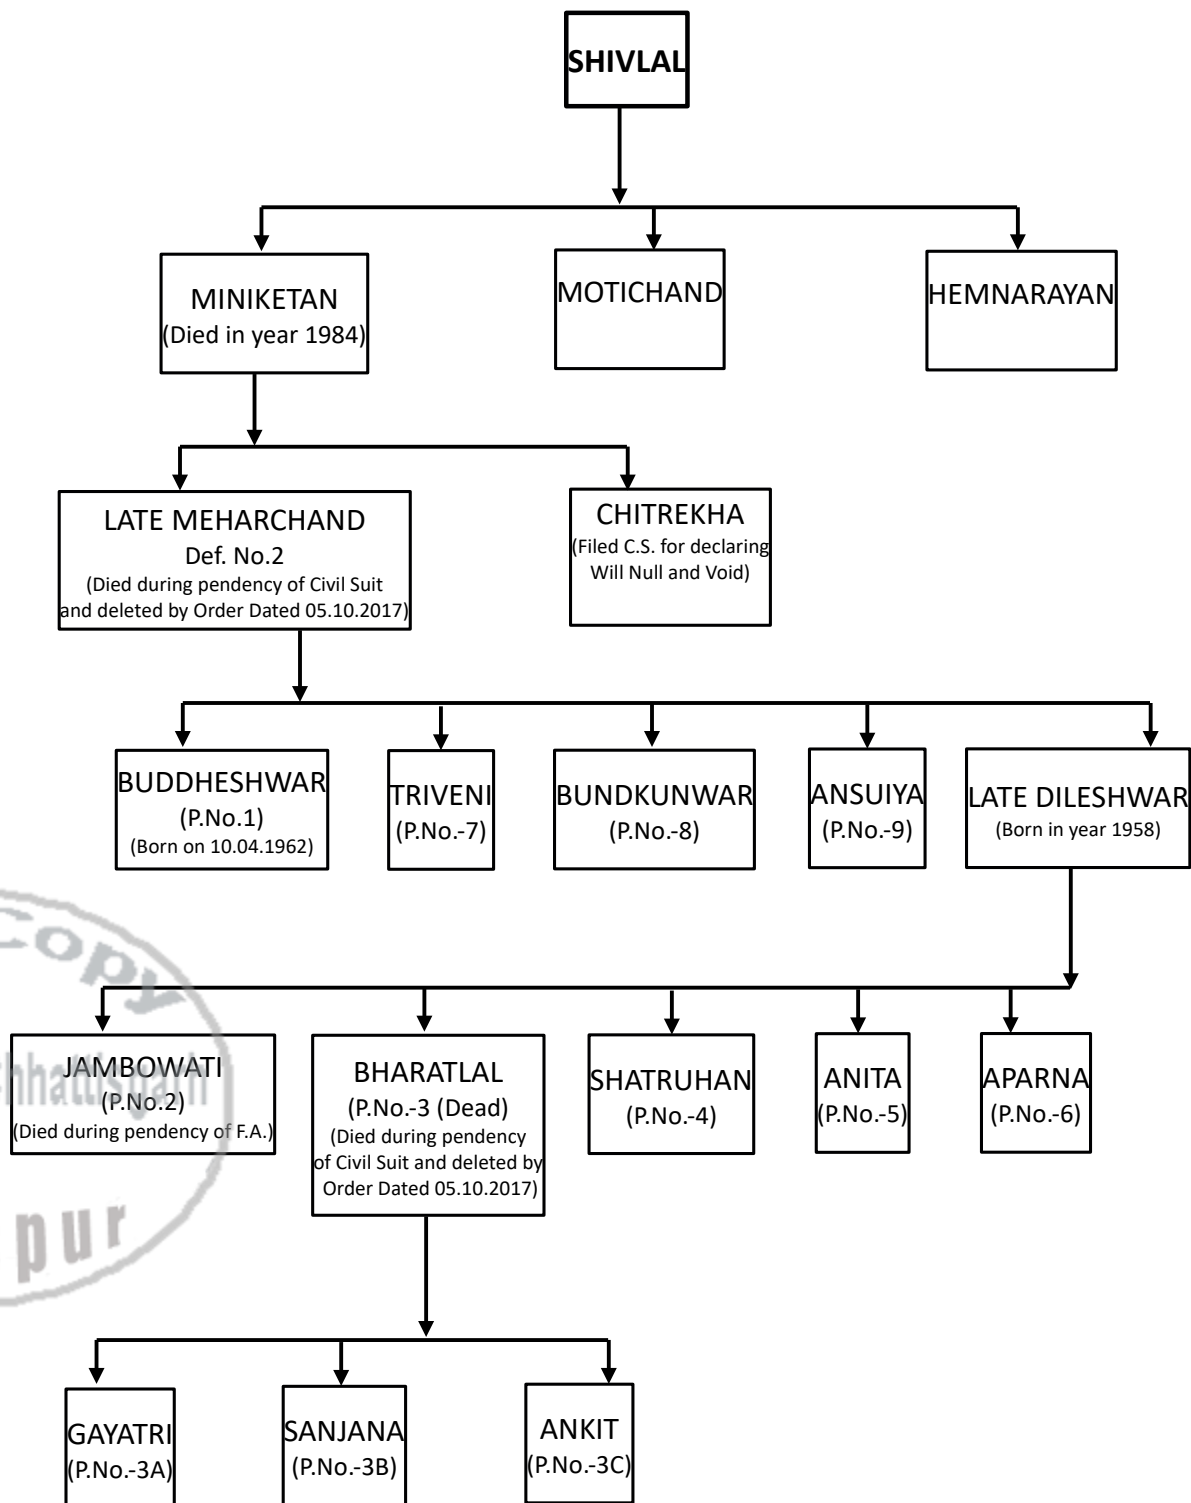 SHIVLAL
MINIKETAN
(Died in year 1984)
MOTICHAND
HEMNARAYAN
LATE MEHARCHAND
Def. No.2
(Died during pendency of Civil Suit
and deleted by Order Dated 05.10.2017)
CHITREKHA
(Filed C.S. for declaring
Will Null and Void)
BUDDHESHWAR
(P.No.1)
(Born on 10.04.1962)
TRIVENI
(P.No.-7)
BUNDKUNWAR
(P.No.-8)
ANSUIYA
(P.No.-9)
LATE DILESHWAR
(Born in year 1958)
Copy
JAMBOWATI
(P.No.2)
(Died during pendency of F.A.)
BHARATLAL
(P.No.-3 (Dead)
(Died during pendency
of Civil Suit and deleted by
Order Dated 05.10.2017)
SHATRUHAN
(P.No.-4)
ANITA
(P.No.-5)
APARNA
(P.No.-6)
hhattisgarh
pur
GAYATRI
(P.No.-3A)
SANJANA
(P.No.-3B)
ANKIT
(P.No.-3C)